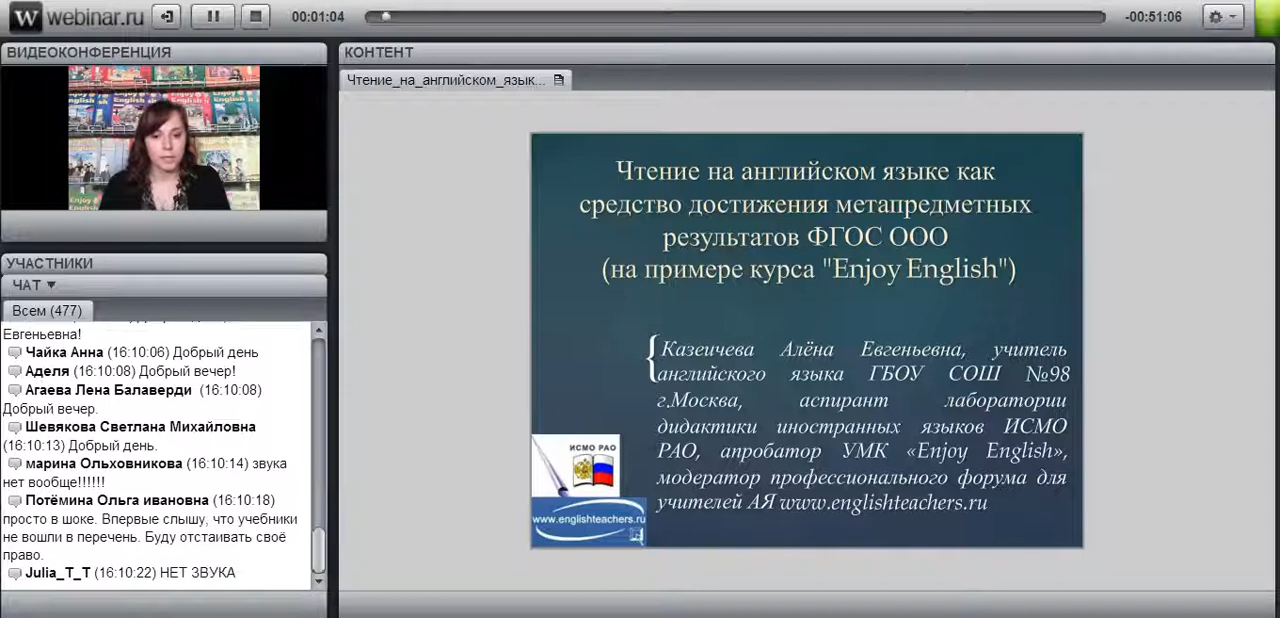 webinar.ru
00:01:04
-00:51:06
ВИДЕОКОНФЕРЕНЦИЯ
Enjoy English
УЧАСТНИКИ
ЧАТ
Всем (477)
Евгеньевна!
Чайка Анна (16:10:06) Добрый день
Аделя (16:10:08) Добрый вечер!
Агаева Лена Балаверди (16:10:08)
Добрый вечер.
Шевякова Светлана Михайловна
(16:10:13) Добрый день.
марина Ольховникова (16:10:14) звука
нет вообще!!!!!!
Потёмина Ольга ивановна (16:10:18)
просто в шоке. Впервые слышу, что учебники
не вошли в перечень. Буду отстаивать своё
право.
Julia_T_T (16:10:22) НЕТ ЗВУКА
КОНТЕНТ
Чтение_на_английском_язык...
Чтение на английском языке как
средство достижения метапредметных
результатов ФГОС ООО
(на примере курса "Enjoy English")
Казеичева Алёна Евгеньевна, учитель
английского языка ГБОУ СОШ №98
г.Москва, аспирант лаборатории
дидактики иностранных языков ИСМО
РАО, апробатор УМК «Enjoy English»,
модератор профессионального форума для
учителей АЯ www.englishteachers.ru
ИСМО РАО
www.englishteachers.ru